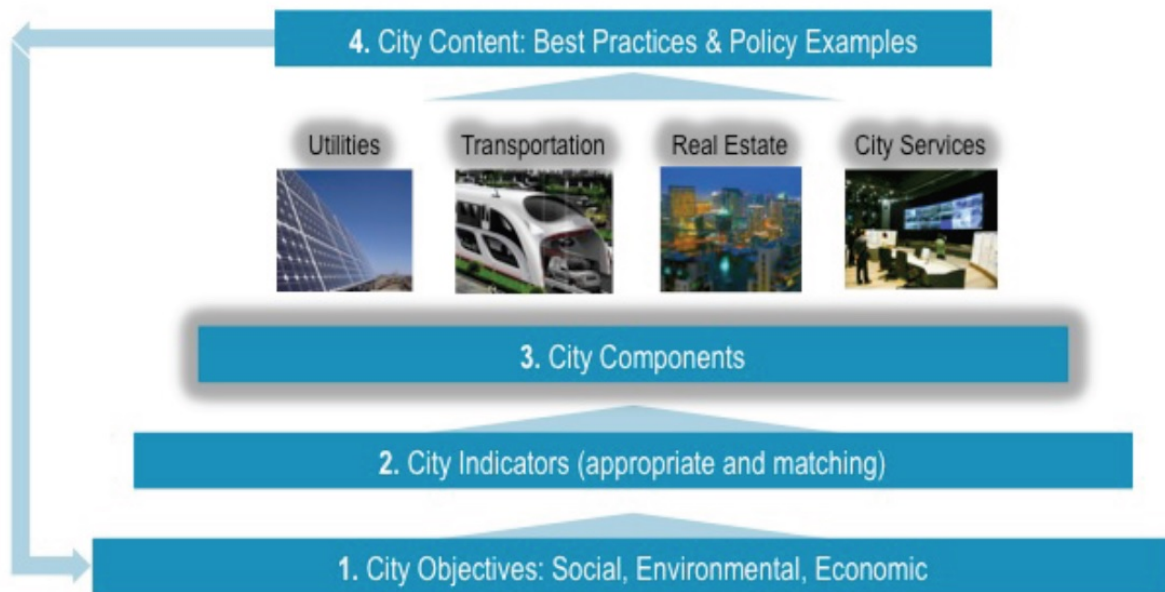 4. City Content: Best Practices & Policy Examples
Utilities
Transportation
Real Estate
City Services
3. City Components
2. City Indicators (appropriate and matching)
1. City Objectives: Social, Environmental, Economic